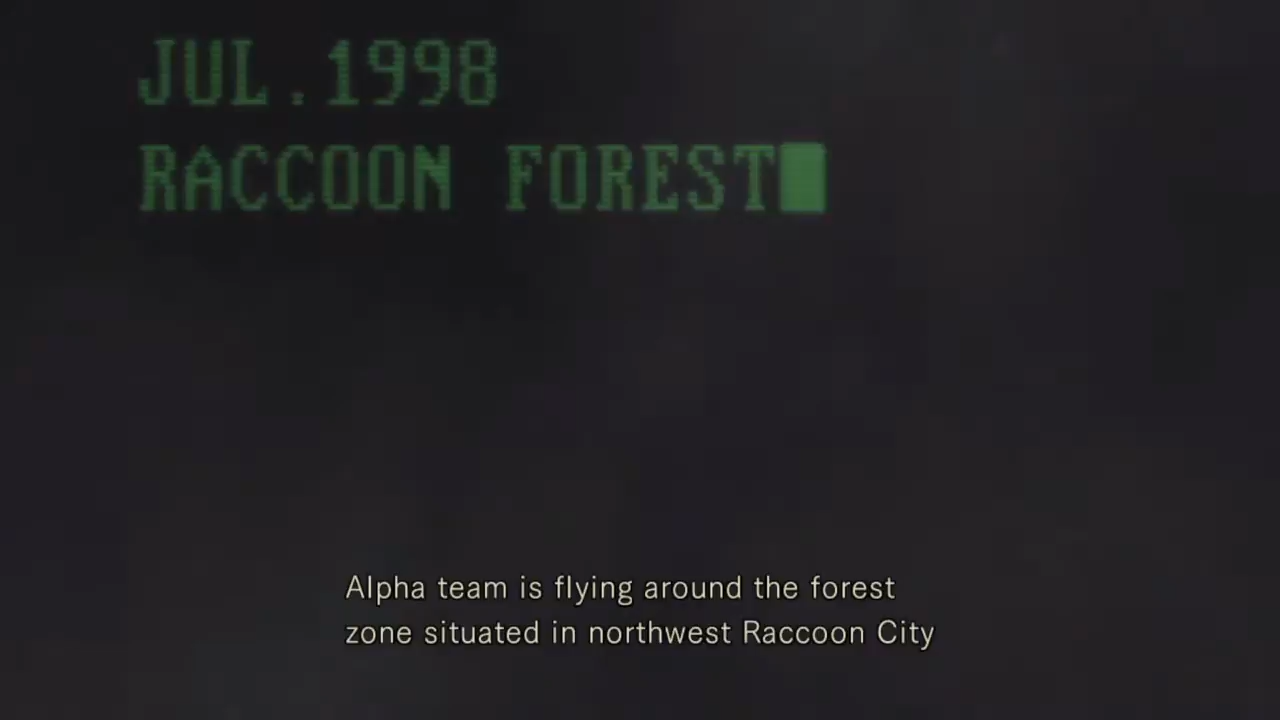 JUL.1998
RACCOON FOREST
Alpha team is flying around the forest
zone situated in northwest Raccoon City